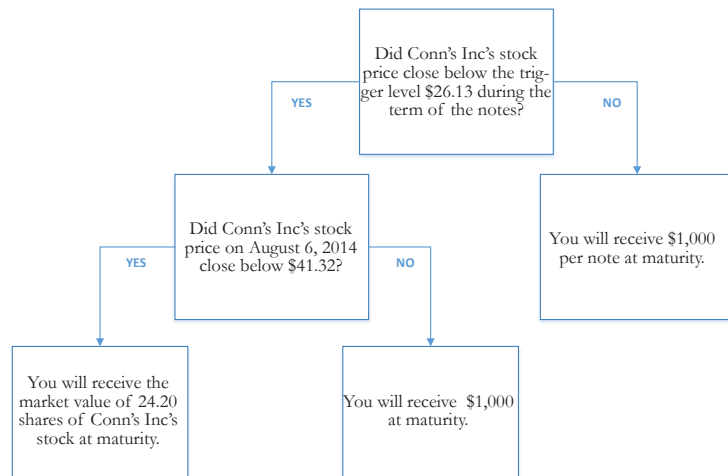 Did Conn's Inc's stock
price close below the trig-
ger level $26.13 during the
term of the notes?
YES
NO
Did Conn's Inc's stock
price on August 6, 2014
close below $41.32?
You will receive $1,000
per note at maturity.
YES
NO
You will receive the
market value of 24.20
shares of Conn's Inc's
stock at maturity.
You will receive $1,000
at maturity.